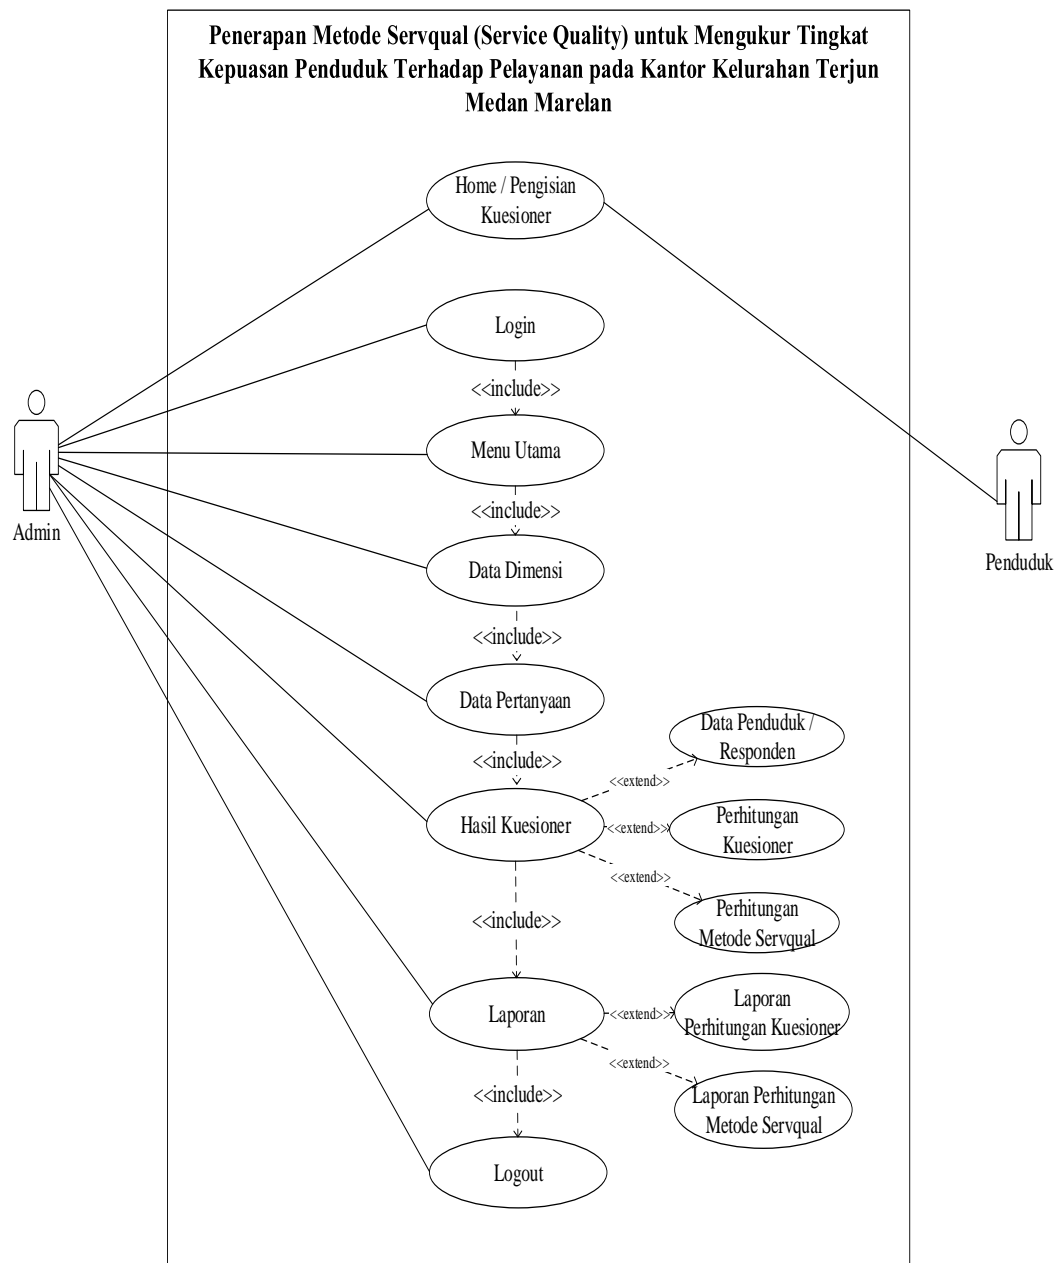 Penerapan Metode Servqual (Service Quality) untuk Mengukur Tingkat
Kepuasan Penduduk Terhadap Pelayanan pada Kantor Kelurahan Terjun
Medan Marelan
Home / Pengisian
Kuesioner
Login
<<include>>
Menu Utama
<<include>>
Admin
Data Dimensi
Penduduk
<<include>>
Data Pertanyaan
Data Penduduk /
Responden
<<include>>
<<extend>>
Hasil Kuesioner
<<extend>>
Perhitungan
Kuesioner
<<extend>>
Perhitungan
Metode Servqual
<<include>>
Laporan
<<extend>>
Laporan
Perhitungan Kuesioner
<<extend>>
Laporan Perhitungan
Metode Servqual
<<include>>
Logout